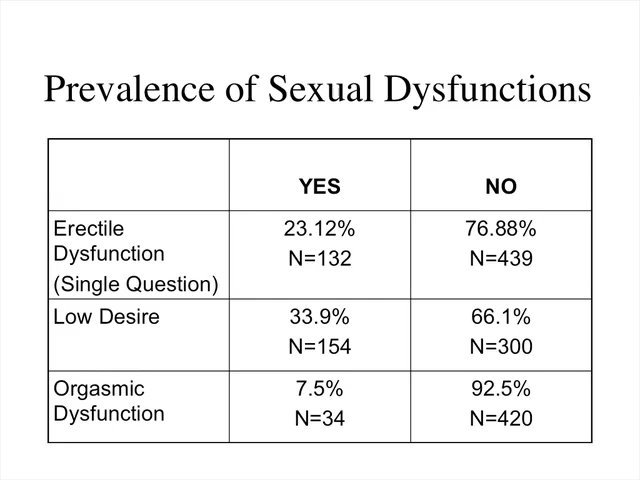 Prevalence of Sexual Dysfunctions
YES
NO
Erectile
Dysfunction
(Single Question)
23.12%
N=132
76.88%
N=439
Low Desire
33.9%
N=154
66.1%
N=300
Orgasmic
Dysfunction
7.5%
N=34
92.5%
N=420